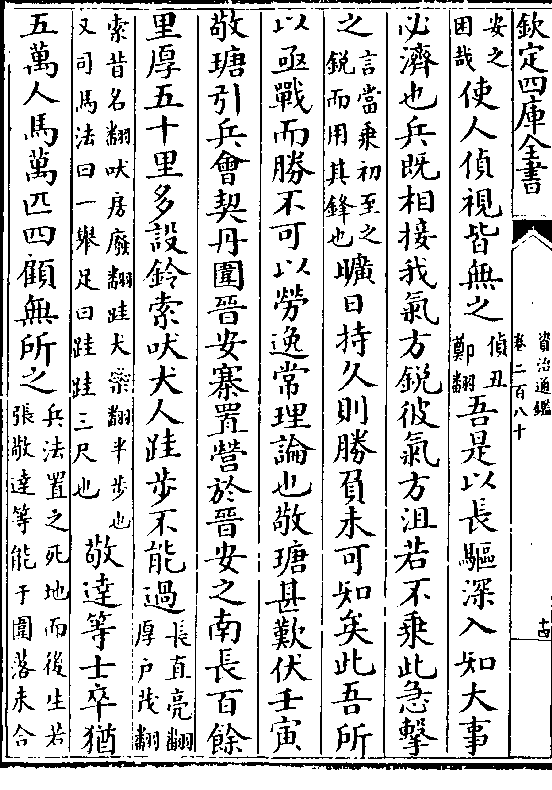 欽定四庫全書
資治通鑑
卷二百八十
十四
安之
困哉
使人偵視皆無之
偵丑
鄭翻
吾是以長驅深入知大事
必濟也兵既相接我氣方銳彼氣方沮若不乘此急擊
之
言當乘初至之
銳而用其鋒也
曠日持久則勝負未可知矣此吾所
以亟戰而勝不可以勞逸常理論也敬瑭甚歎伏壬寅
敬瑭引兵會契丹圍晉安寨置營於晉安之南長百餘
里厚五十里多設鈴索吠犬人跬步不能過
長直亮翻
厚户茂翻
索昔各翻吠房廢翻跬犬橤翻半步也
又司馬法曰一舉足曰跬跬三尺也
敬達等士卒猶
五萬人馬萬匹四顧無所之
兵法置之死地而後生若
張敬達等能于圍落未合